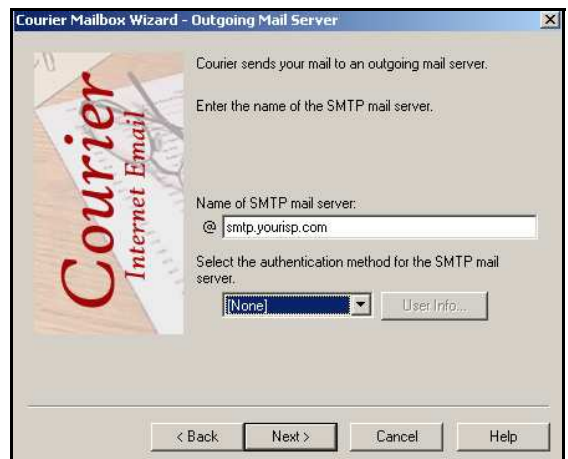 Courier Mailbox Wizard - Outgoing Mail Server
Courier
Internet Email
Courier sends your mail to an outgoing mail server.
Enter the name of the SMTP mail server.
Name of SMTP mail server:
@ smtp.yourisp.com
Select the authentication method for the SMTP mail
server.
[None] User Info...
< Back Next > Cancel Help